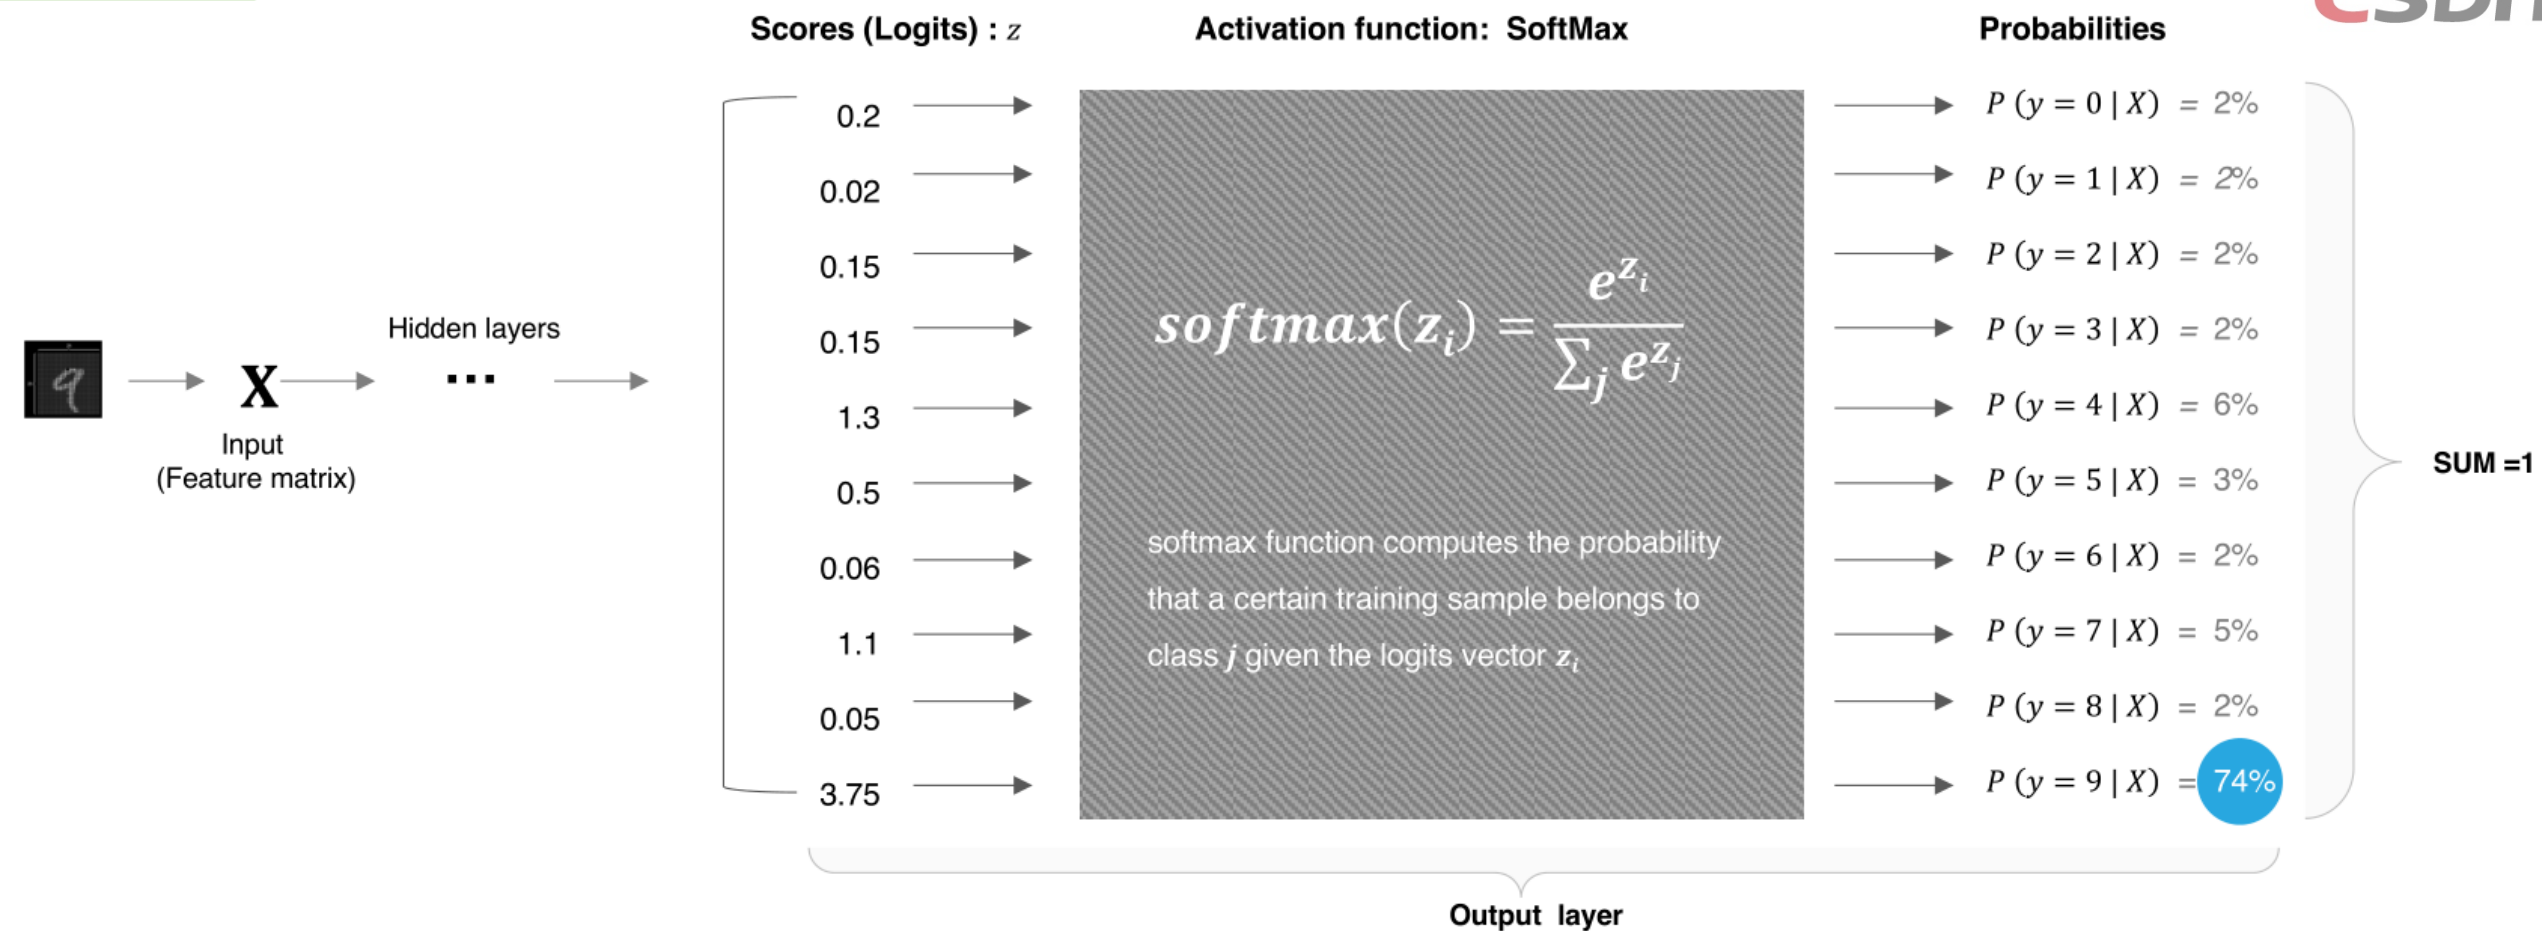 Scores (Logits) : z
Activation function: SoftMax
Probabilities
0.2
P (y = 0 | X) = 2%
0.02
P (y = 1 | X) = 2%
0.15
P (y = 2 | X) = 2%
0.15
P (y = 3 | X) = 2%
1.3
P (y = 4 | X) = 6%
0.5
P (y = 5 | X) = 3%
0.06
P (y = 6 | X) = 2%
1.1
P (y = 7 | X) = 5%
0.05
P (y = 8 | X) = 2%
3.75
P (y = 9 | X) = 74%
9
X
Input
(Feature matrix)
Hidden layers
...
softmax(z_i) = e^{z_i} / ∑_j e^{z_j}
softmax function computes the probability
that a certain training sample belongs to
class j given the logits vector z_i
SUM =1
Output layer